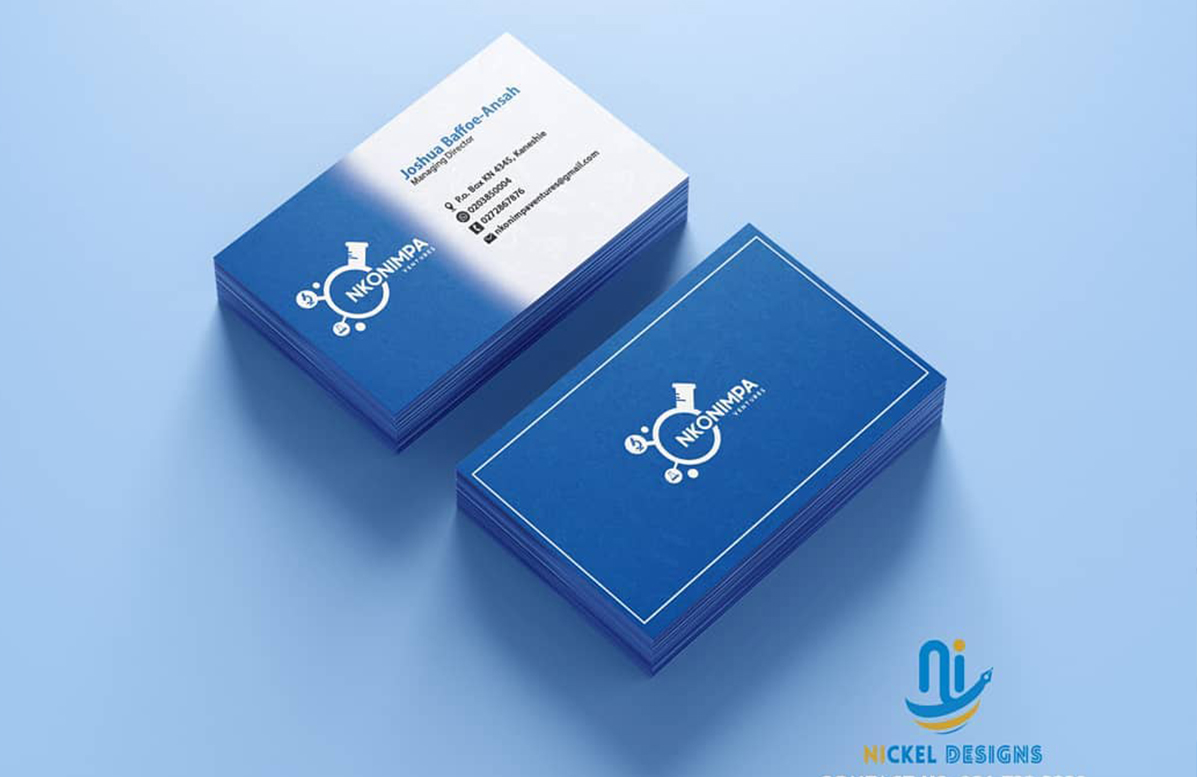 Joshua Baffoe-Ansah
Managing Director
P.o. Box KN 4345, Kaneshie
0203850004
0272867876
nkonimpaventures@gmail.com
NKONIMPA
VENTURES
NKONIMPA
VENTURES
ni
NICKEL DESIGNS